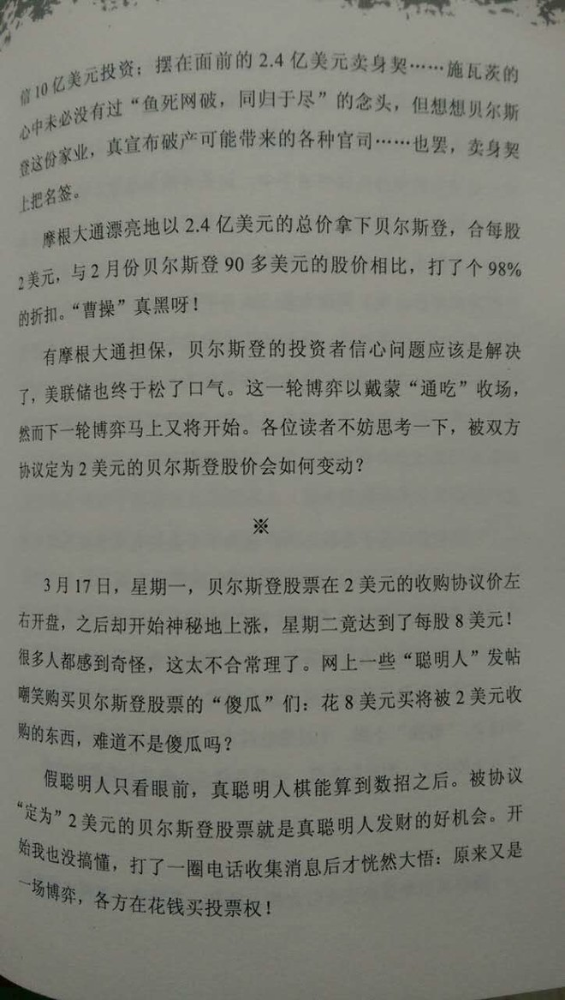 信10亿美元投资；摆在面前的2.4亿美元卖身契……施瓦茨的
心中未必没有过“鱼死网破，同归于尽”的念头，但想想贝尔斯
登这份家业，真宣布破产可能带来的各种官司……也罢，卖身契
上把名签。
摩根大通漂亮地以2.4亿美元的总价拿下贝尔斯登，合每股
2美元，与2月份贝尔斯登90多美元的股价相比，打了个98%
的折扣。“曹操”真黑呀！
有摩根大通担保，贝尔斯登的投资者信心问题应该是解决
了，美联储也终于松了口气。这一轮博弈以戴蒙“通吃”收场，
然而下一轮博弈马上又将开始。各位读者不妨思考一下，被双方
协议定为2美元的贝尔斯登股价会如何变动？
※
3月17日，星期一，贝尔斯登股票在2美元的收购协议价左
右开盘，之后却开始神秘地上涨，星期二竟达到了每股8美元！
很多人都感到奇怪，这太不合常理了。网上一些“聪明人”发帖
嘲笑购买贝尔斯登股票的“傻瓜”们：花8美元买将被2美元收
购的东西，难道不是傻瓜吗？
假聪明人只看眼前，真聪明人棋能算到数招之后。被协议
“定为”2美元的贝尔斯登股票就是真聪明人发财的好机会。开
始我也没搞懂，打了一圈电话收集消息后才恍然大悟：原来又是
一场博弈，各方在花钱买投票权！